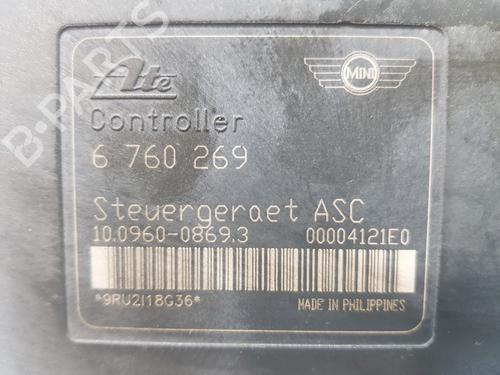 Ate
MINI
Controller
6 760 269
Steuergeraet ASC
10.0960-0869.3 00004121E0
*9RU2I18G36* MADE IN PHILIPPINES
B-PARTS